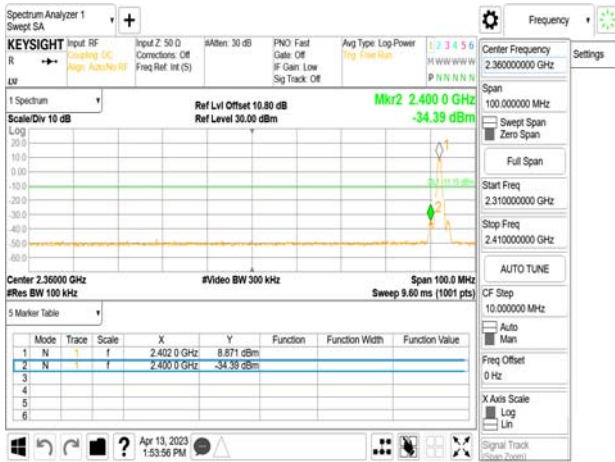 Spectrum Analyzer 1
Swept SA
Frequency
KEYSIGHT
R
Input: RF
Coupling: DC
Align: Auto/No RF
Input Z: 50 Ω
Corrections: Off
Freq Ref: Int (S)
#Atten: 30 dB
PNO: Fast
Gate: Off
IF Gain: Low
Sig Track: Off
Avg Type: Log-Power
Trig: Free Run
1 2 3 4 5 6
M W W W W W
P N N N N N
1 Spectrum
Scale/Div 10 dB
Ref Lvl Offset 10.80 dB
Ref Level 30.00 dBm
Mkr2 2.400 0 GHz
-34.39 dBm
Log
20.0
10.0
0.00
-10.0
-20.0
-30.0
-40.0
-50.0
-60.0
1
2
Center 2.36000 GHz
#Res BW 100 kHz
#Video BW 300 kHz
Span 100.0 MHz
Sweep 9.60 ms (1001 pts)
5 Marker Table
Mode Trace Scale X Y Function Function Width Function Value
1 N 1 f 2.402 0 GHz 8.871 dBm
2 N 1 f 2.400 0 GHz -34.39 dBm
3
4
5
6
Apr 13, 2023
1:53:56 PM
Center Frequency
2.360000000 GHz
Settings
Span
100.000000 MHz
Swept Span
Zero Span
Full Span
Start Freq
2.310000000 GHz
Stop Freq
2.410000000 GHz
AUTO TUNE
CF Step
10.000000 MHz
Auto
Man
Freq Offset
0 Hz
X Axis Scale
Log
Lin
Signal Track
(Span Zoom)